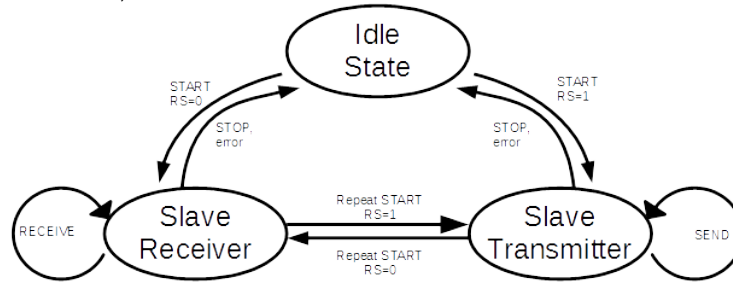 Idle
State
START
RS=0
START
RS=1
STOP,
error
STOP,
error
Slave
Receiver
Repeat START
RS=1
Slave
Transmitter
RECEIVE
SEND
Repeat START
RS=0